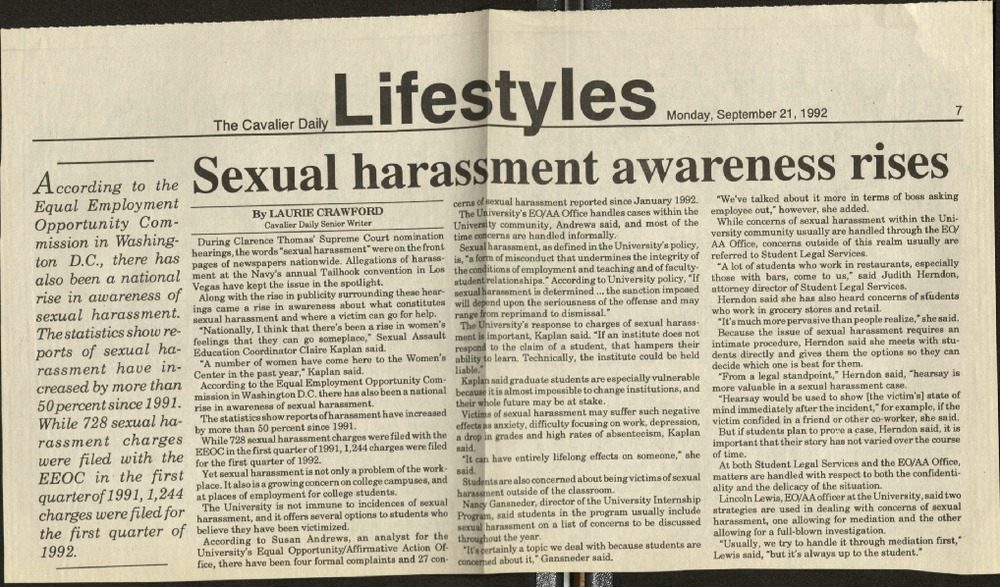 The Cavalier Daily Lifestyles Monday, September 21, 1992 7
Sexual harassment awareness rises
According to the
Equal Employment
Opportunity Com-
mission in Washing-
ton D.C., there has
also been a national
rise in awareness of
sexual harassment.
The statistics show re-
ports of sexual ha-
rassment have in-
creased by more than
50 percent since 1991.
While 728 sexual ha-
rassment charges
were filed with the
EEOC in the first
quarter of 1991, 1,244
charges were filed for
the first quarter of
1992.
By LAURIE CRAWFORD
Cavalier Daily Senior Writer
During Clarence Thomas' Supreme Court nomination
hearings, the words "sexual harassment" were on the front
pages of newspapers nationwide. Allegations of harass-
ment at the Navy's annual Tailhook convention in Los
Vegas have kept the issue in the spotlight.
Along with the rise in publicity surrounding these hear-
ings came a rise in awareness about what constitutes
sexual harassment and where a victim can go for help.
"Nationally, I think that there's been a rise in women's
feelings that they can go someplace," Sexual Assault
Education Coordinator Claire Kaplan said.
"A number of women have come here to the Women's
Center in the past year," Kaplan said.
According to the Equal Employment Opportunity Com-
mission in Washington D.C. there has also been a national
rise in awareness of sexual harassment.
The statistics show reports of harassment have increased
by more than 50 percent since 1991.
While 728 sexual harassment charges were filed with the
EEOC in the first quarter of 1991, 1,244 charges were filed
for the first quarter of 1992.
Yet sexual harassment is not only a problem of the work-
place. It also is a growing concern on college campuses, and
at places of employment for college students.
The University is not immune to incidences of sexual
harassment, and it offers several options to students who
believe they have been victimized.
According to Susan Andrews, an analyst for the
University's Equal Opportunity/Affirmative Action Of-
fice, there have been four formal complaints and 27 con-
cerns of sexual harassment reported since January 1992.
The University's EO/AA Office handles cases within the
University community, Andrews said, and most of the
time concerns are handled informally.
Sexual harassment, as defined in the University's policy,
is, "a form of misconduct that undermines the integrity of
the conditions of employment and teaching and of faculty-
student relationships." According to University policy, "If
sexual harassment is determined ... the sanction imposed
will depend upon the seriousness of the offense and may
range from reprimand to dismissal."
The University's response to charges of sexual harass-
ment is important, Kaplan said. "If an institute does not
respond to the claim of a student, that hampers their
ability to learn. Technically, the institute could be held
liable."
Kaplan said graduate students are especially vulnerable
because it is almost impossible to change institutions, and
their whole future may be at stake.
Victims of sexual harassment may suffer such negative
effects as anxiety, difficulty focusing on work, depression,
a drop in grades and high rates of absenteeism, Kaplan
said.
"It can have entirely lifelong effects on someone," she
said.
Students are also concerned about being victims of sexual
harassment outside of the classroom.
Nancy Gansneder, director of the University Internship
Program, said students in the program usually include
sexual harassment on a list of concerns to be discussed
throughout the year.
"It's certainly a topic we deal with because students are
concerned about it," Gansneder said.
"We've talked about it more in terms of boss asking
employee out," however, she added.
While concerns of sexual harassment within the Uni-
versity community usually are handled through the EO/
AA Office, concerns outside of this realm usually are
referred to Student Legal Services.
"A lot of students who work in restaurants, especially
those with bars, come to us," said Judith Herndon,
attorney director of Student Legal Services.
Herndon said she has also heard concerns of students
who work in grocery stores and retail.
"It's much more pervasive than people realize," she said.
Because the issue of sexual harassment requires an
intimate procedure, Herndon said she meets with stu-
dents directly and gives them the options so they can
decide which one is best for them.
"From a legal standpoint," Herndon said, "hearsay is
more valuable in a sexual harassment case.
"Hearsay would be used to show [the victim's] state of
mind immediately after the incident," for example, if the
victim confided in a friend or other co-worker, she said.
But if students plan to prove a case, Herndon said, it is
important that their story has not varied over the course
of time.
At both Student Legal Services and the EO/AA Office,
matters are handled with respect to both the confidenti-
ality and the delicacy of the situation.
Lincoln Lewis, EO/AA officer at the University, said two
strategies are used in dealing with concerns of sexual
harassment, one allowing for mediation and the other
allowing for a full-blown investigation.
"Usually, we try to handle it through mediation first,"
Lewis said, "but it's always up to the student."